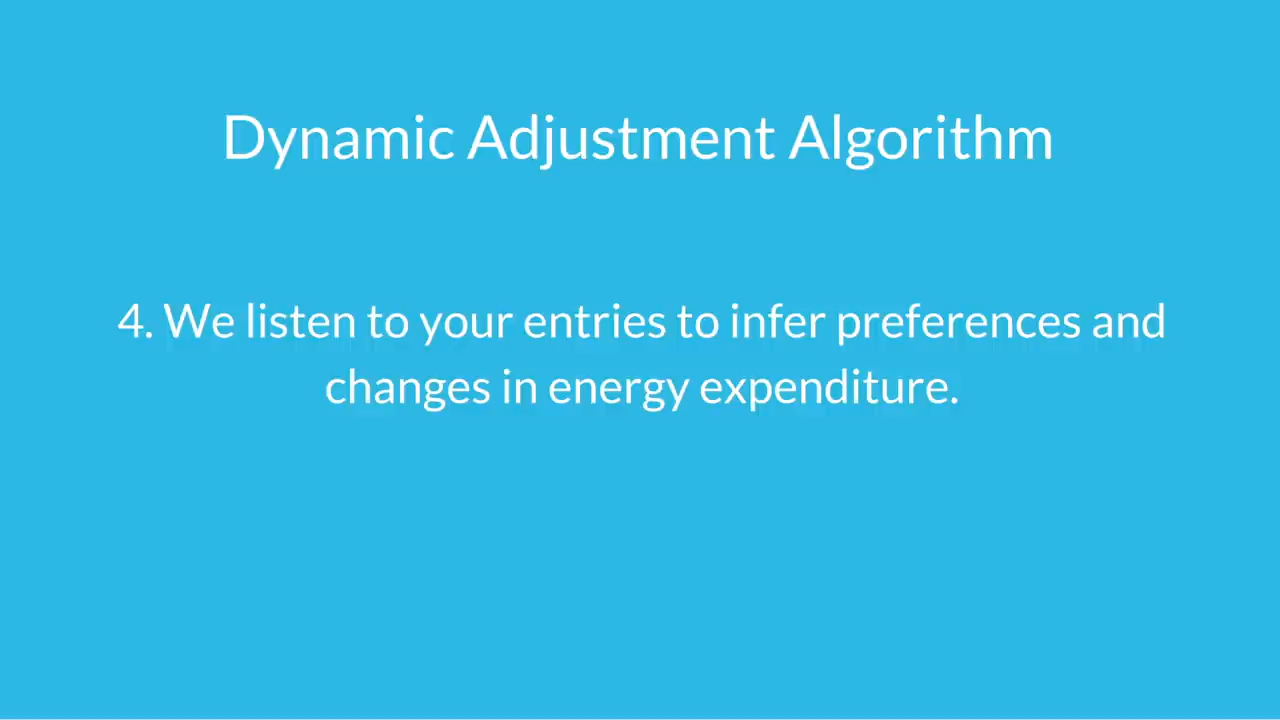 Dynamic Adjustment Algorithm
4. We listen to your entries to infer preferences and
changes in energy expenditure.